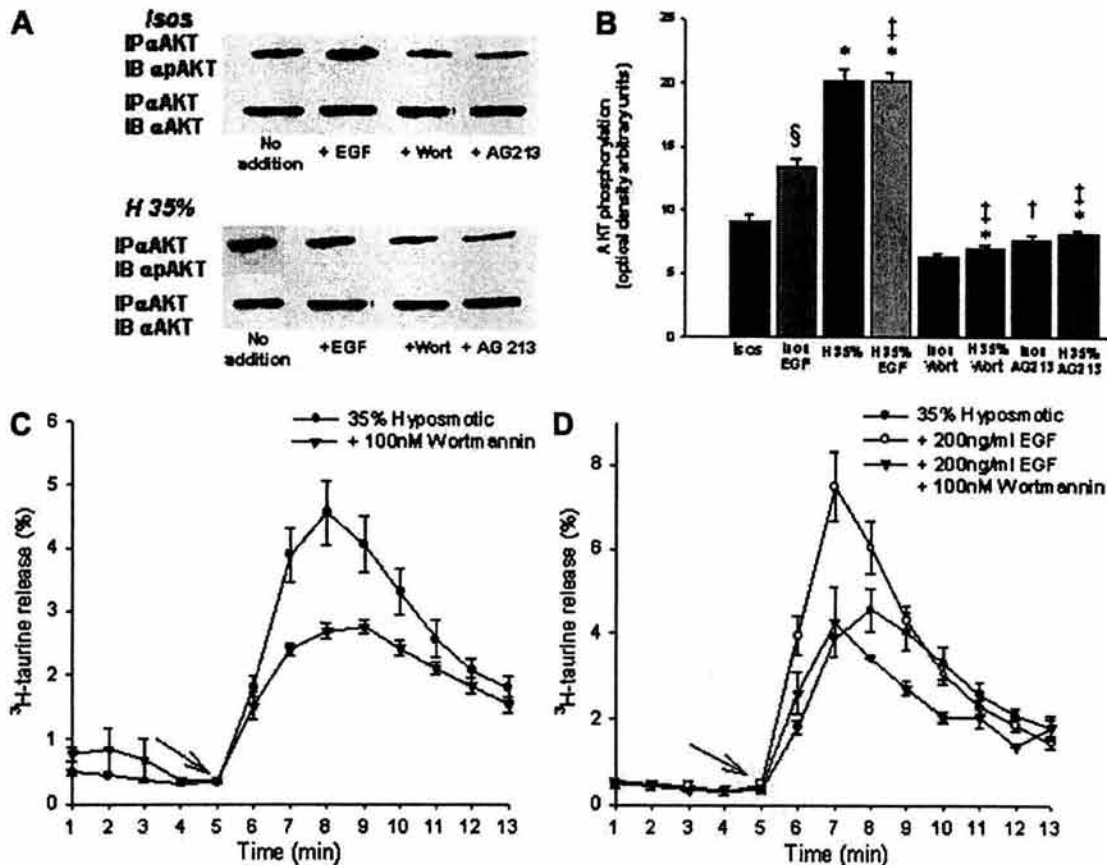 A
Isos
IPαAKT
IB αpAKT
IPαAKT
IB αAKT
No addition
+ EGF
+ Wort
+ AG213
H 35%
IPαAKT
IB αpAKT
IPαAKT
IB αAKT
No addition
+EGF
+Wort
+ AG 213
B
AKT phosphorylation
[optical density arbitrary units)
25
20
15
10
5
0
§
*
‡
*
‡
*
†
‡
*
Isos
Isos EGF
H 35%
H 35% EGF
Isos Wort
H 35% Wort
Isos AG213
H 35% AG213
C
35% Hyposmotic
+ 100nM Wortmannin
³H-taurine release (%)
6
5
4
3
2
1
0
1 2 3 4 5 6 7 8 9 10 11 12 13
Time (min)
D
35% Hyposmotic
+ 200ng/ml EGF
+ 200ng/ml EGF
+ 100nM Wortmannin
³H-taurine release (%)
8
6
4
2
0
1 2 3 4 5 6 7 8 9 10 11 12 13
Time (min)